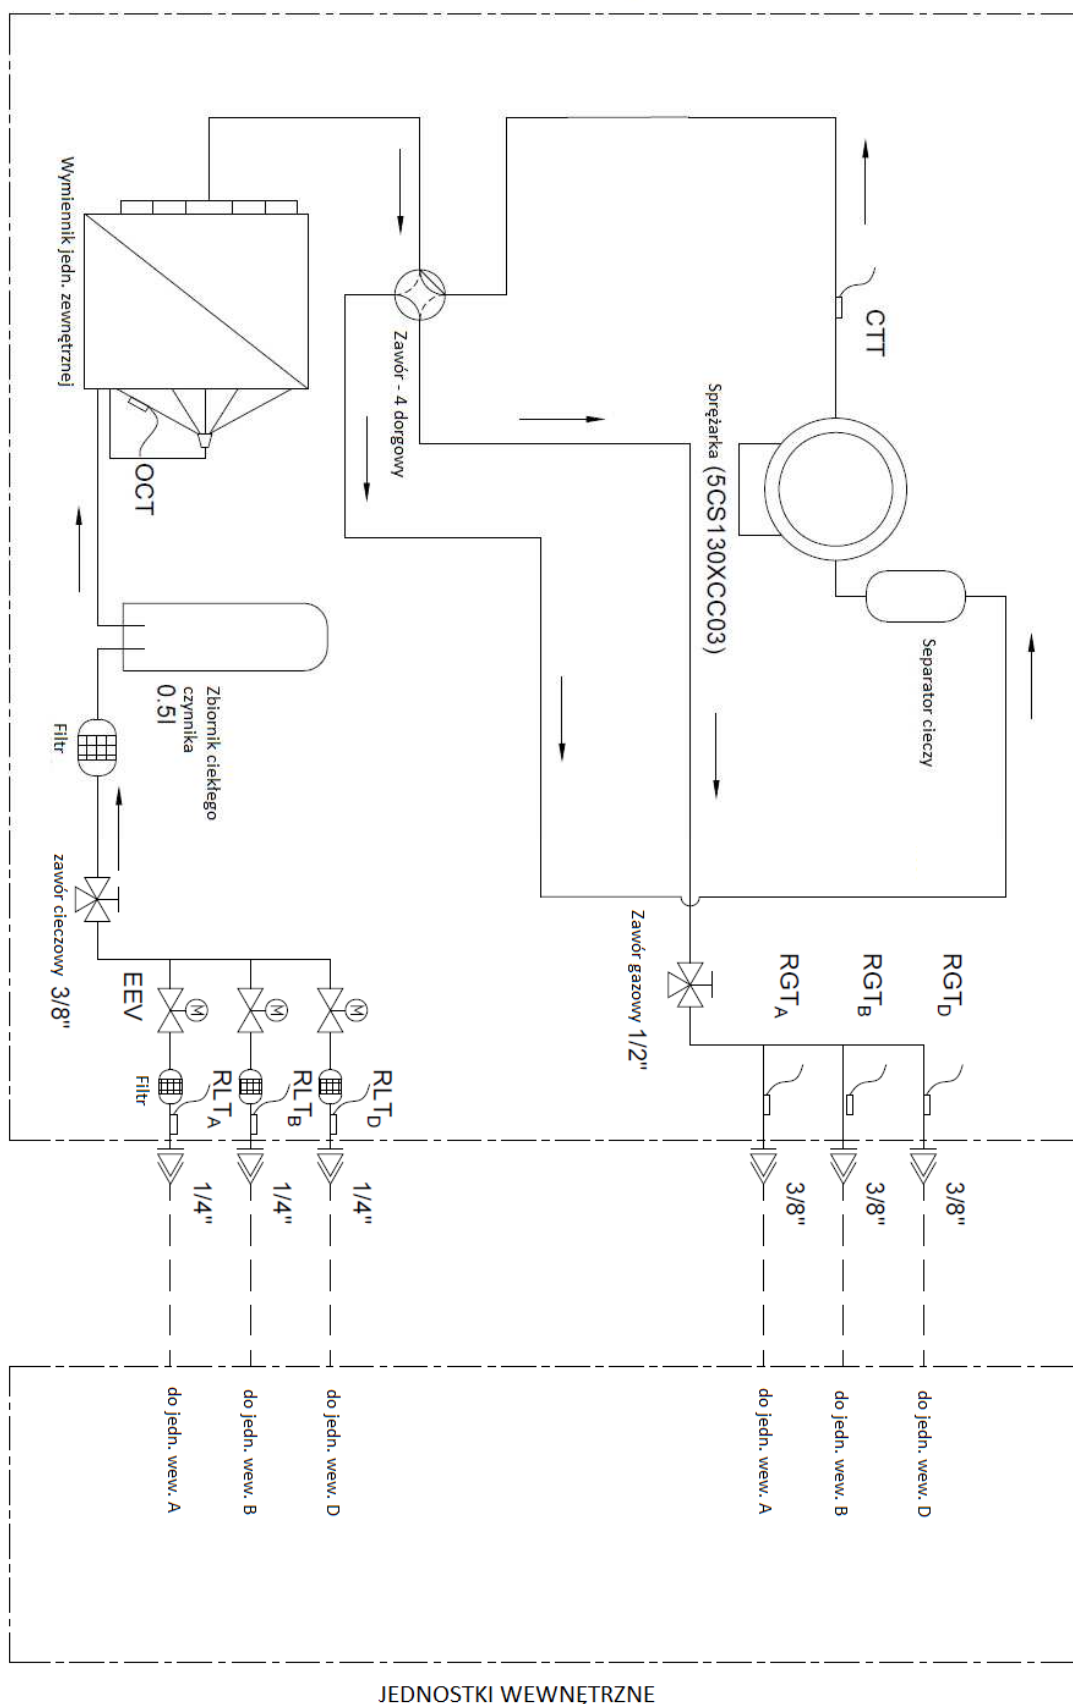 Wymiennik jedn. zewnętrznej
OCT
Zawór - 4 dorgowy
CTT
Sprężarka (5CS130XCC03)
Separator cieczy
Zbiornik ciekłego
czynnika
0.5l
Filtr
zawór cieczowy 3/8"
EEV
M
M
M
Filtr
RLTA
RLTB
RLTD
Zawór gazowy 1/2"
RGTA
RGTB
RGTD
1/4"
1/4"
1/4"
3/8"
3/8"
3/8"
do jedn. wew. A
do jedn. wew. B
do jedn. wew. D
do jedn. wew. A
do jedn. wew. B
do jedn. wew. D
JEDNOSTKI WEWNĘTRZNE